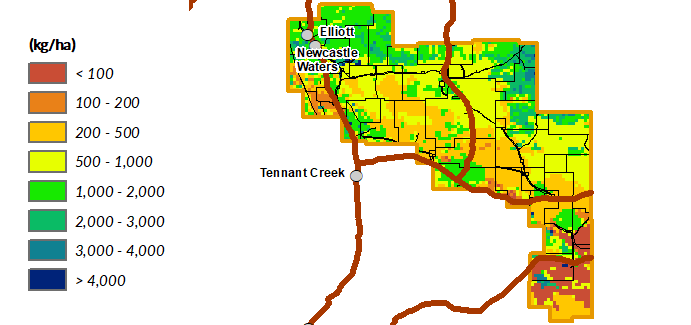 Elliott
(kg/ha)
Newcastle
Waters
< 100
100 - 200
200 - 500
500 - 1,000
Tennant Creek
1,000 - 2,000
2,000 - 3,000
3,000 - 4,000
> 4,000